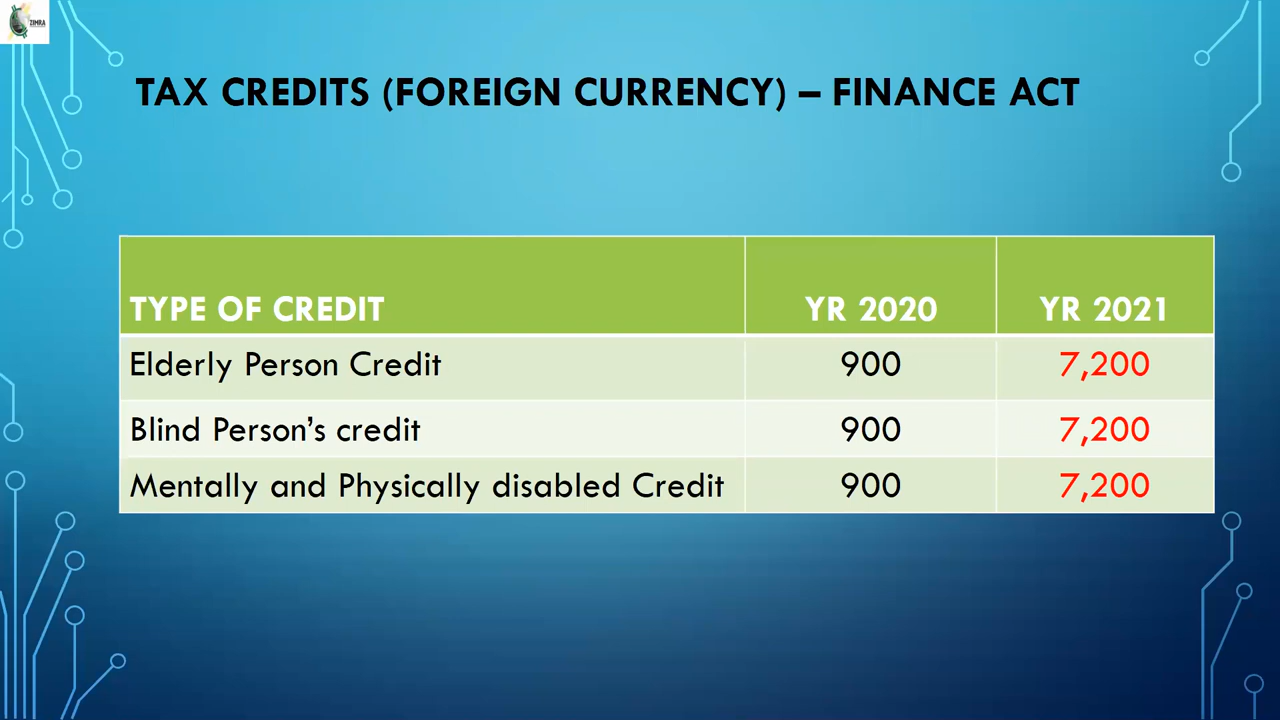 ZIMRA
TAX CREDITS (FOREIGN CURRENCY) – FINANCE ACT
TYPE OF CREDIT YR 2020 YR 2021
Elderly Person Credit 900 7,200
Blind Person’s credit 900 7,200
Mentally and Physically disabled Credit 900 7,200